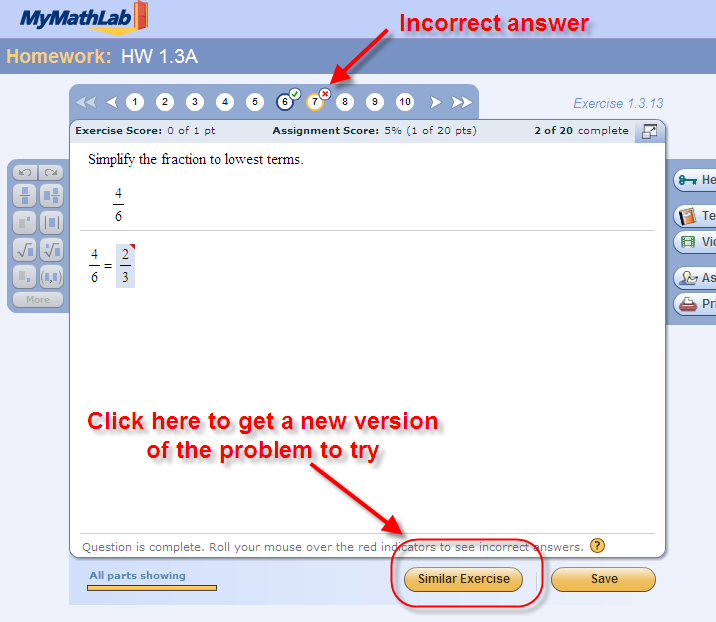 MyMathLab
Incorrect answer
Homework: HW 1.3A
1 2 3 4 5 6 7 8 9 10
Exercise 1.3.13
Exercise Score: 0 of 1 pt Assignment Score: 5% (1 of 20 pts) 2 of 20 complete
Simplify the fraction to lowest terms.
4
6
4 2
=
6 3
More
He
Te
Vid
As
Pri
Click here to get a new version
of the problem to try
Question is complete. Roll your mouse over the red indicators to see incorrect answers. ?
All parts showing
Similar Exercise
Save